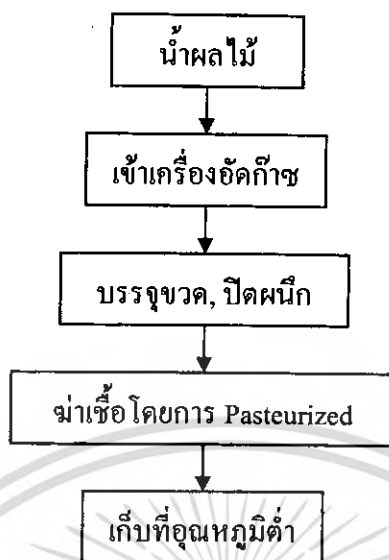 น้ำผลไม้
เข้าเครื่องอัดก๊าซ
บรรจุขวด, ปิดผนึก
ฆ่าเชื้อโดยการ Pasteurized
เก็บที่อุณหภูมิต่ำ